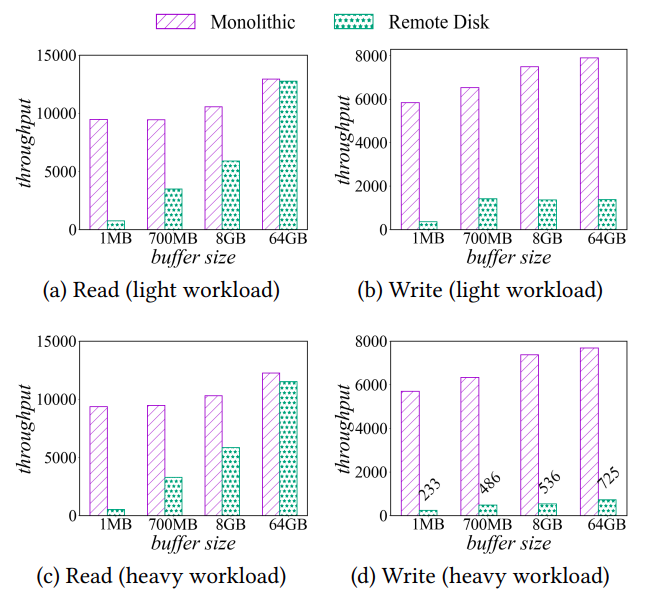 Monolithic Remote Disk
15000
10000
5000
0
throughput
1MB 700MB 8GB 64GB
buffer size
(a) Read (light workload)
8000
6000
4000
2000
0
throughput
1MB 700MB 8GB 64GB
buffer size
(b) Write (light workload)
15000
10000
5000
0
throughput
1MB 700MB 8GB 64GB
buffer size
(c) Read (heavy workload)
8000
6000
4000
2000
0
throughput
233 486 536 725
1MB 700MB 8GB 64GB
buffer size
(d) Write (heavy workload)